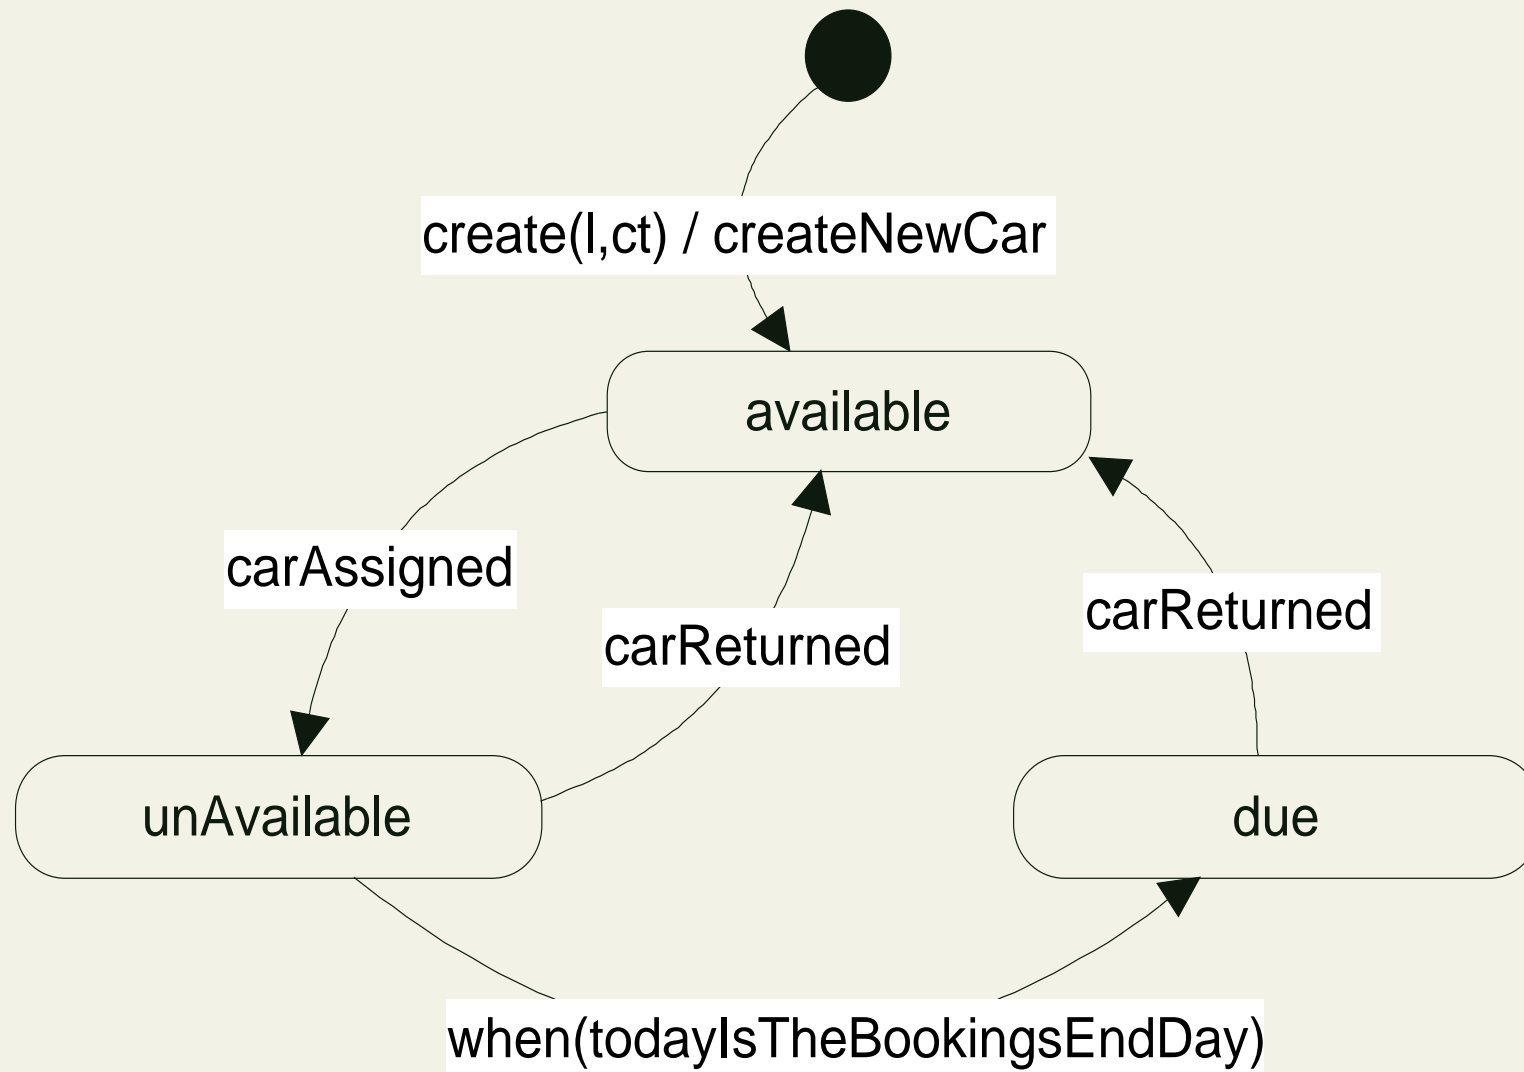 create(l,ct) / createNewCar
available
carAssigned
carReturned
carReturned
unAvailable
due
when(todayIsTheBookingsEndDay)